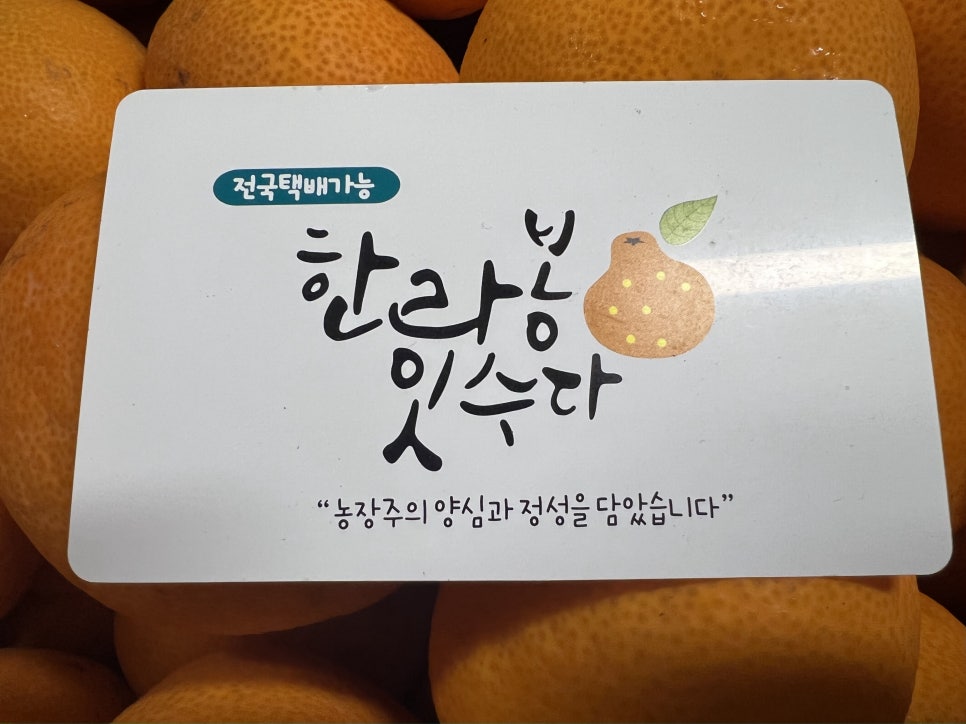 전국택배가능
한라봉
잇수다
“농장주의 양심과 정성을 담았습니다”